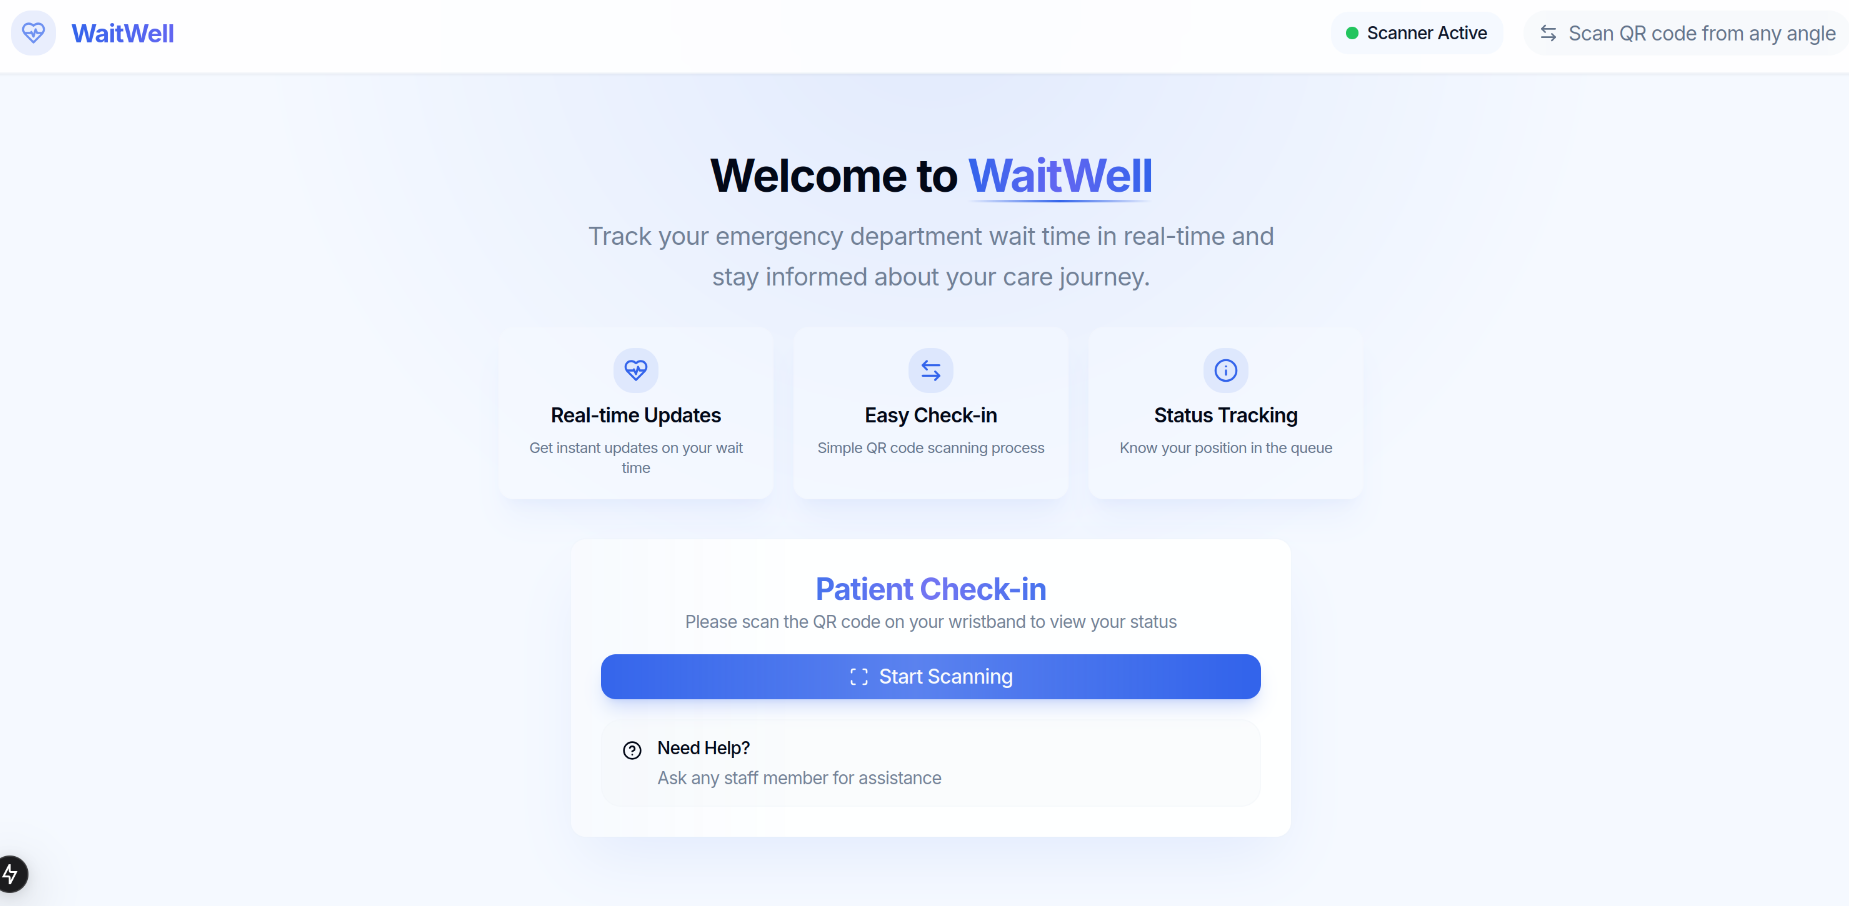 WaitWell
Scanner Active
Scan QR code from any angle
Welcome to WaitWell
Track your emergency department wait time in real-time and
stay informed about your care journey.
Real-time Updates
Get instant updates on your wait
time
Easy Check-in
Simple QR code scanning process
Status Tracking
Know your position in the queue
Patient Check-in
Please scan the QR code on your wristband to view your status
Start Scanning
Need Help?
Ask any staff member for assistance